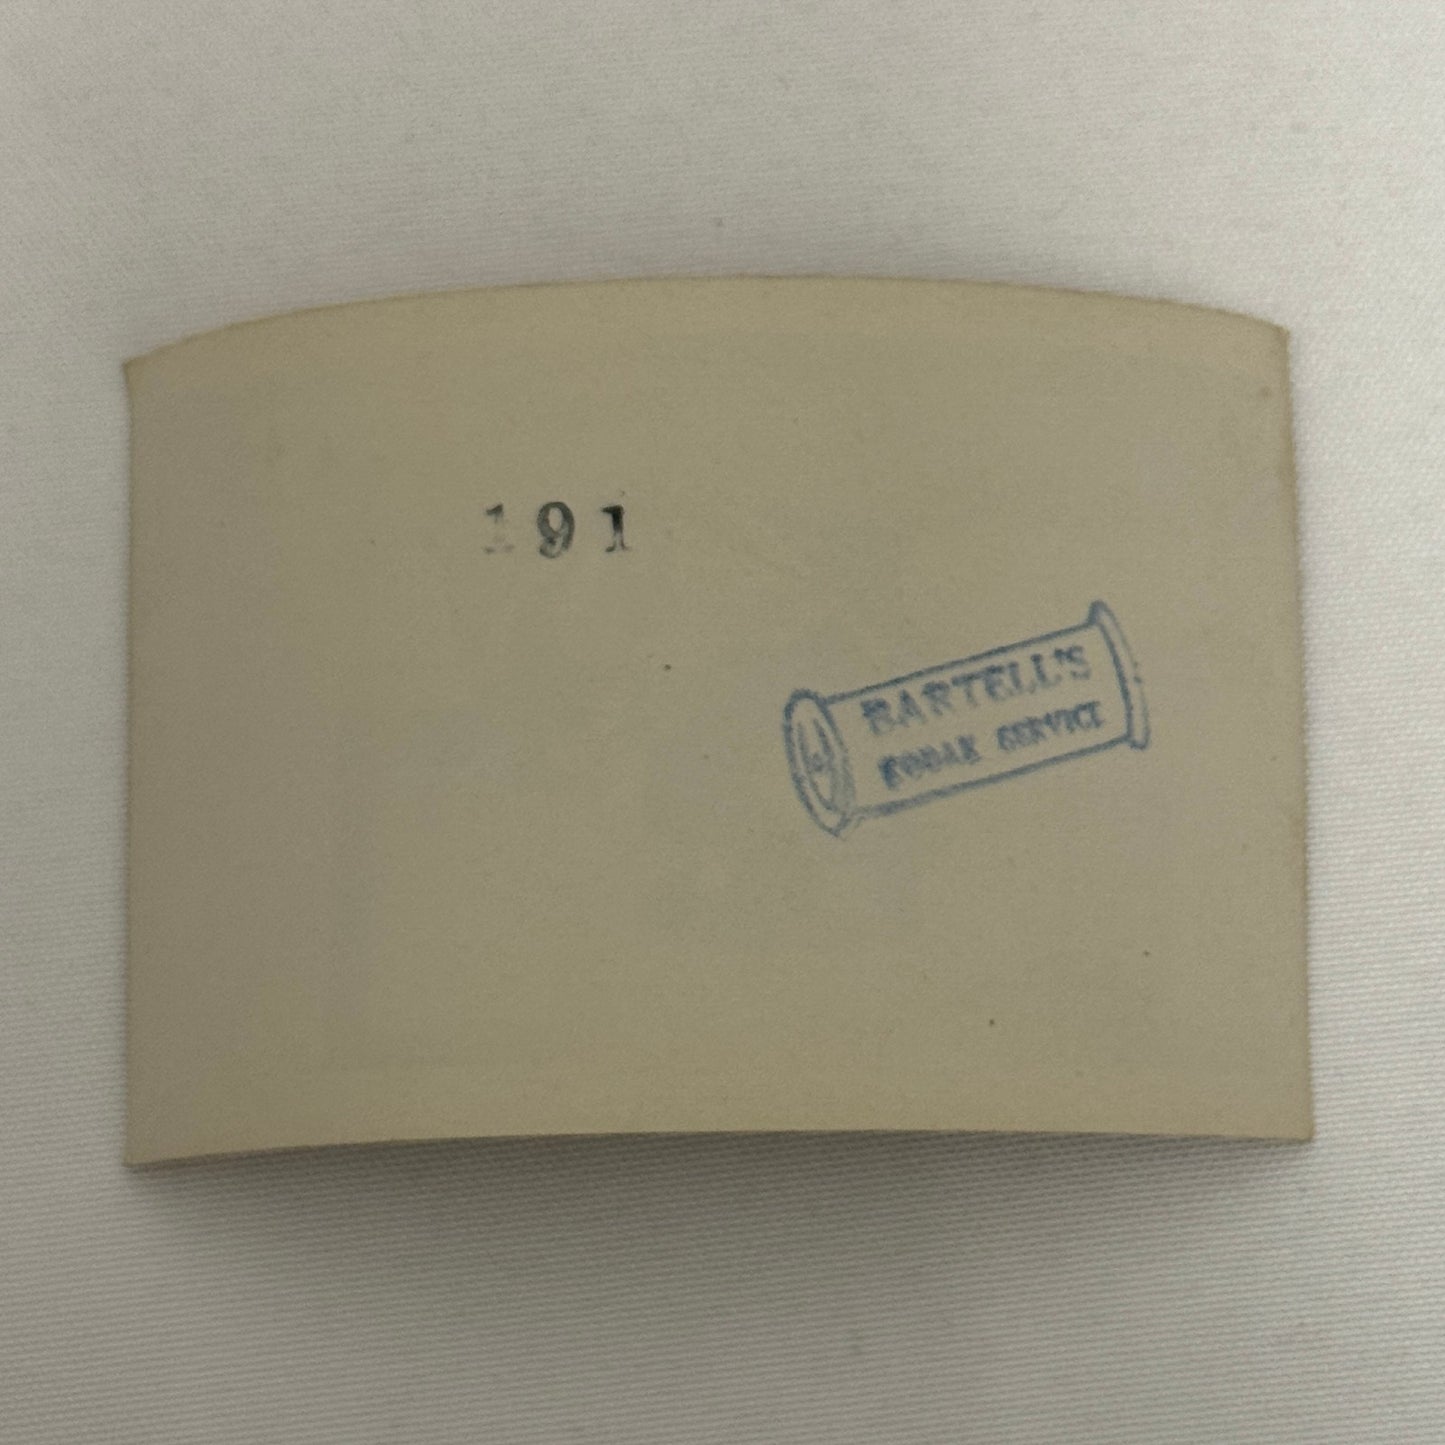 191
BARTELL'S
KODAK SERVICE